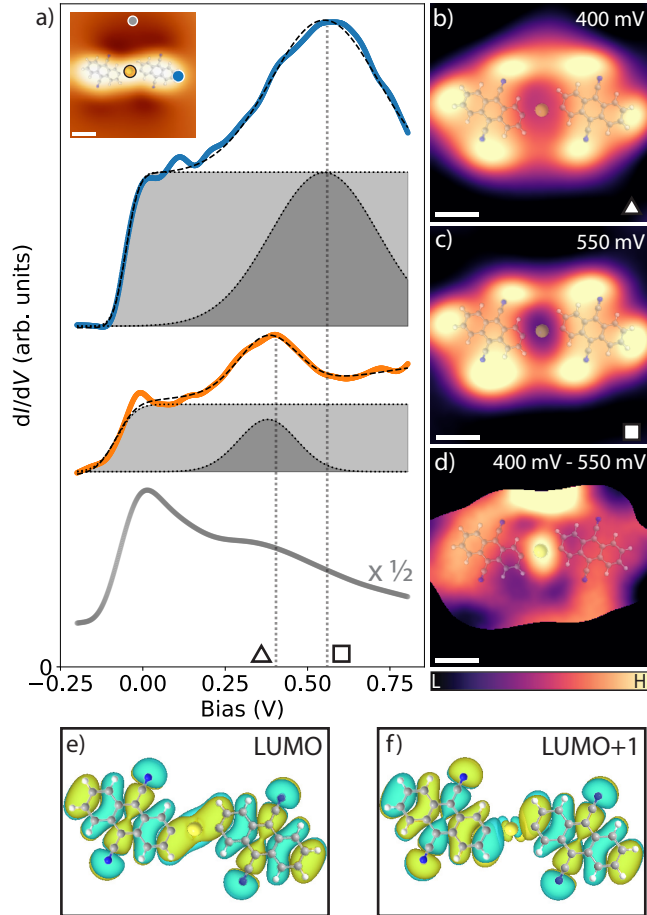 a)
dI/dV (arb. units)
x ½
0
−0.25 0.00 0.25 0.50 0.75
Bias (V)
b) 400 mV
c) 550 mV
d) 400 mV - 550 mV
L H
e) LUMO
f) LUMO+1